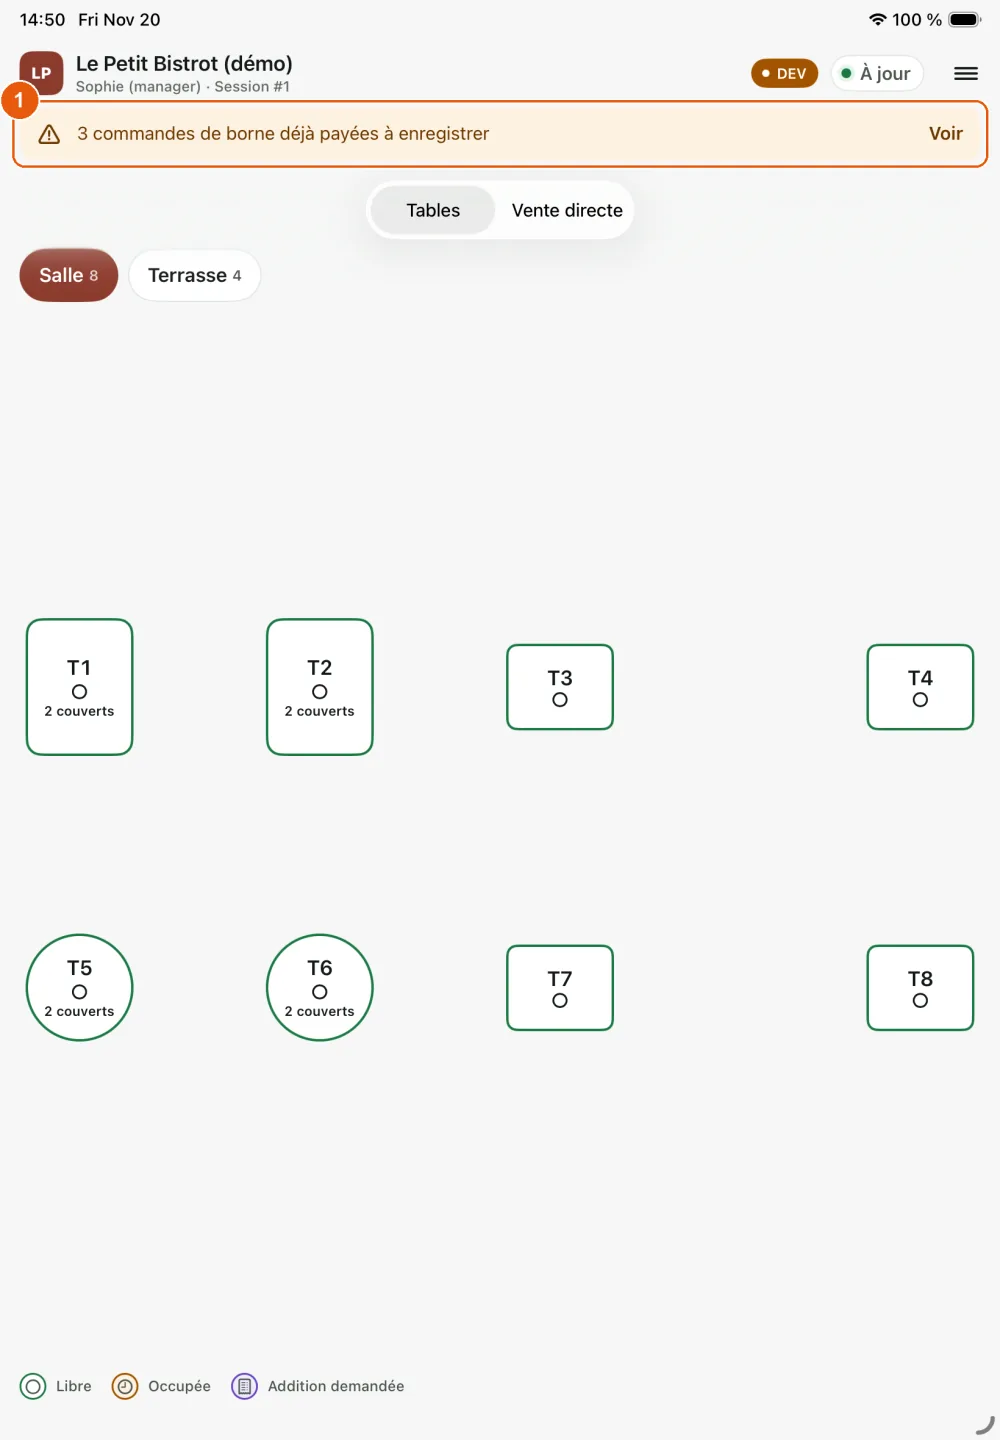 14:50 Fri Nov 20
100 %
LP
Le Petit Bistrot (démo)
Sophie (manager) · Session #1
DEV
À jour
1
3 commandes de borne déjà payées à enregistrer
Voir
Tables
Vente directe
Salle 8
Terrasse 4
T1
2 couverts
T2
2 couverts
T3
T4
T5
2 couverts
T6
2 couverts
T7
T8
Libre
Occupée
Addition demandée